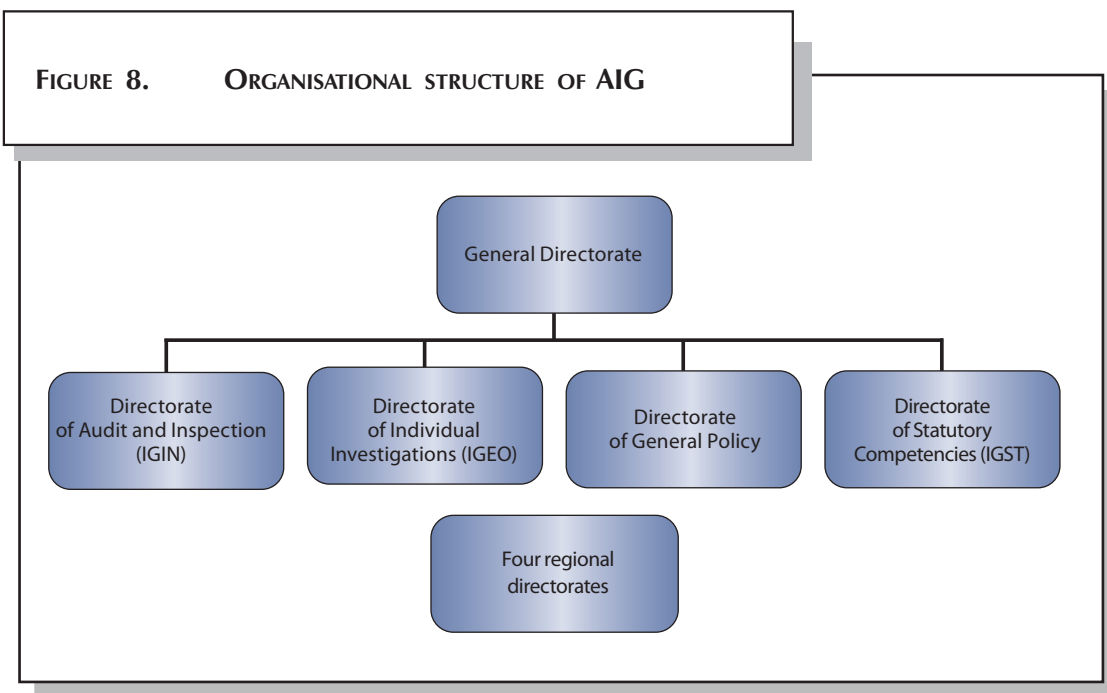 FIGURE 8. ORGANISATIONAL STRUCTURE OF AIG
General Directorate
Directorate
of Audit and Inspection
(IGIN)
Directorate
of Individual
Investigations (IGEO)
Directorate
of General Policy
Directorate
of Statutory
Competencies (IGST)
Four regional
directorates